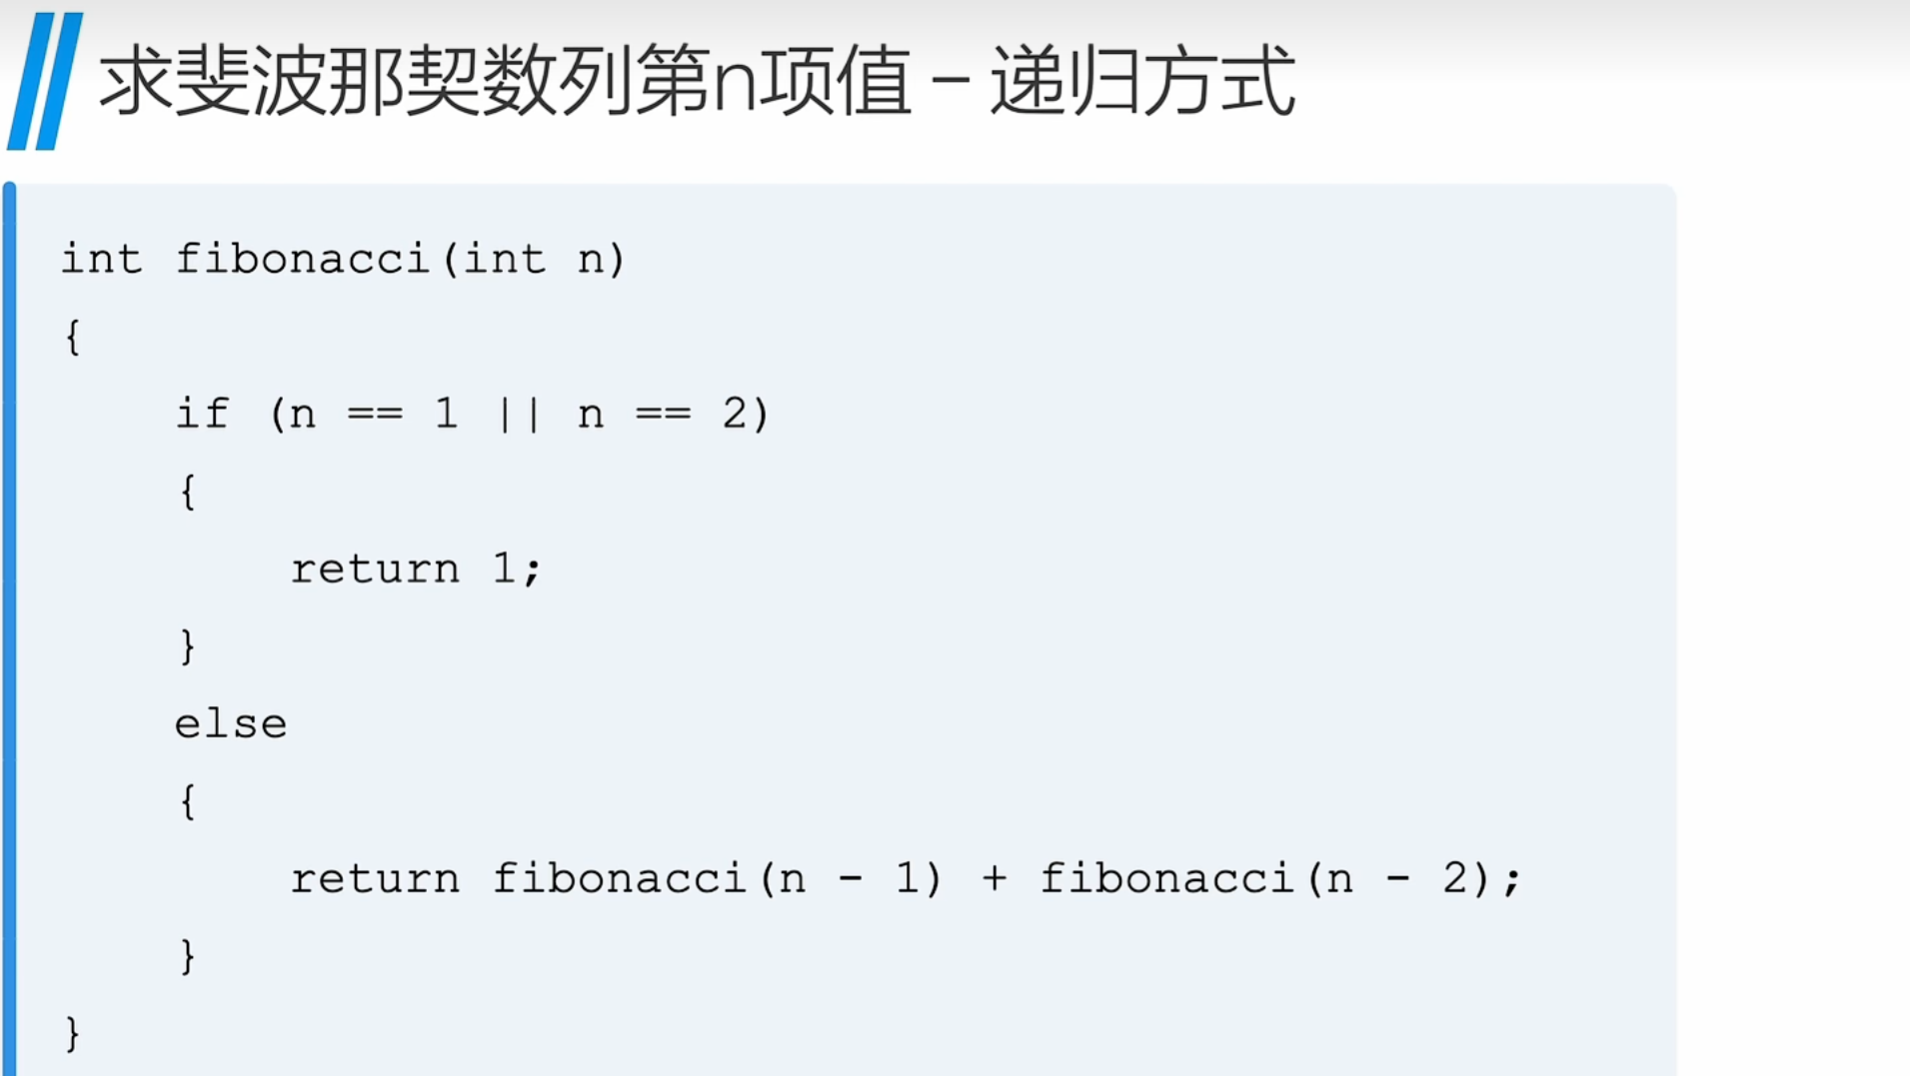 求斐波那契数列第n项值 – 递归方式
int fibonacci(int n)
{
    if (n == 1 || n == 2)
    {
        return 1;
    }
    else
    {
        return fibonacci(n - 1) + fibonacci(n - 2);
    }
}